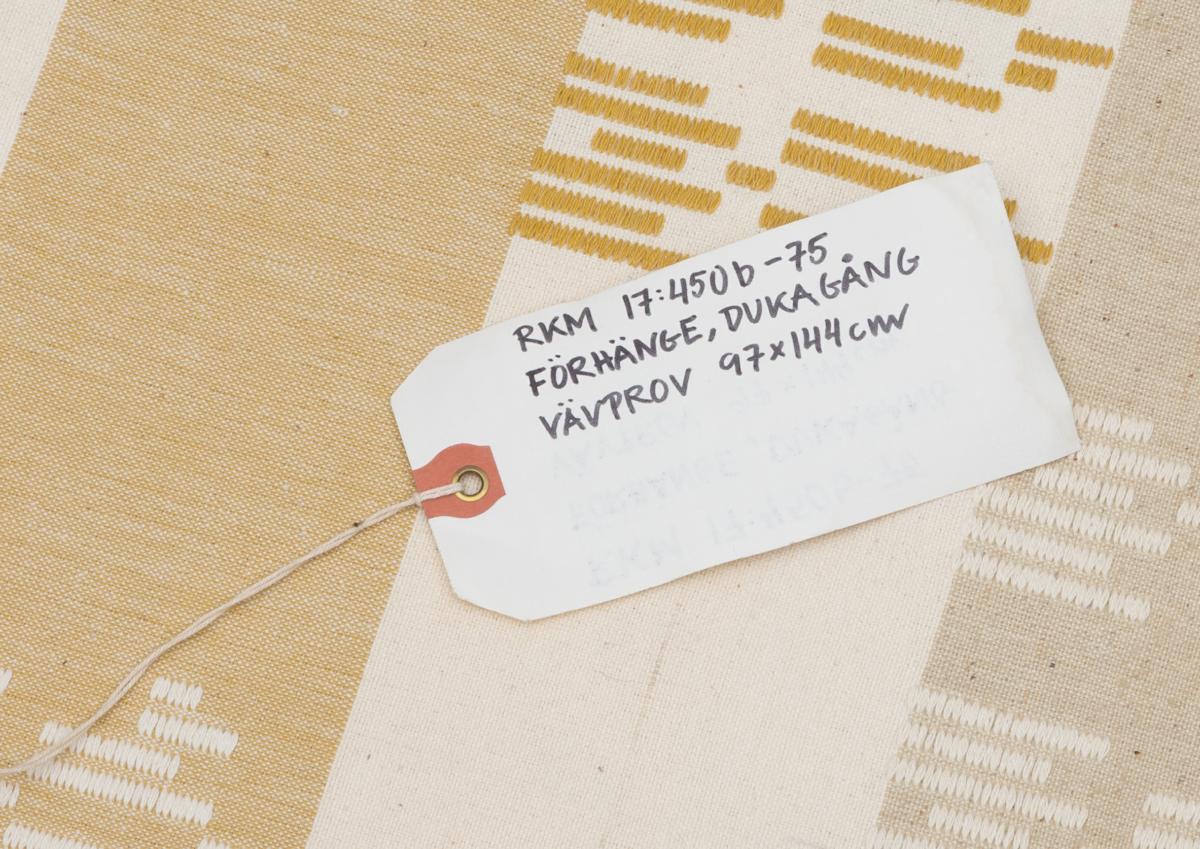 RKM 17:450b-75
FÖRHÄNGE, DUKAGÅNG
VÄVPROV 97x144cm